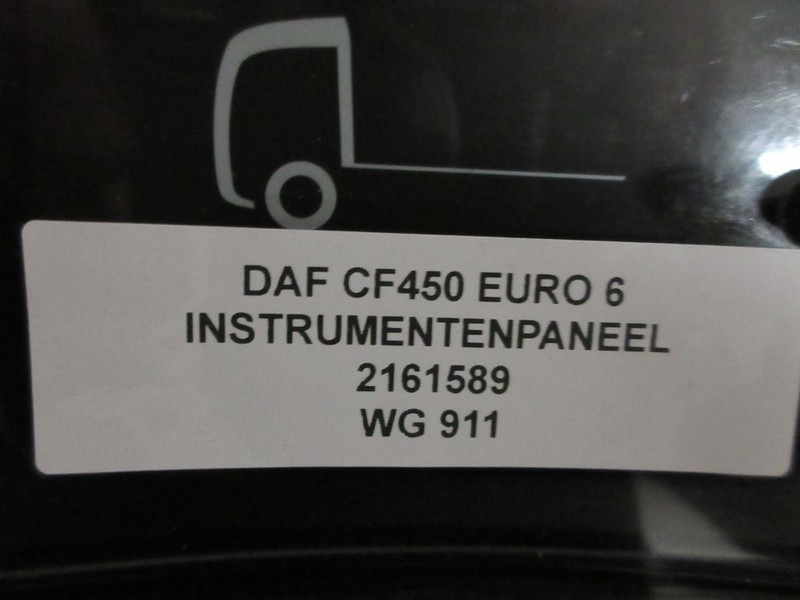 DAF CF450 EURO 6
INSTRUMENTENPANEEL
2161589
WG 911